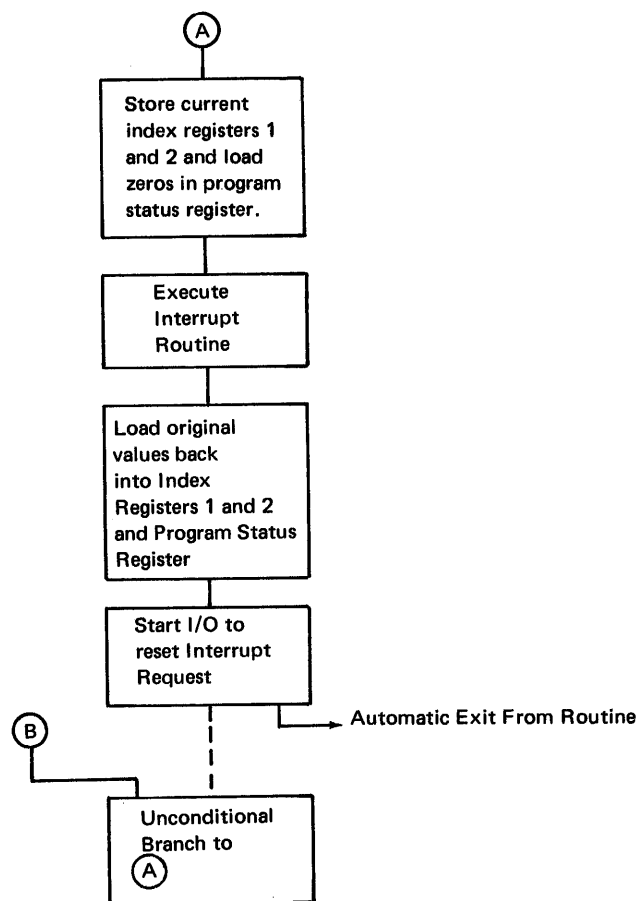 A
Store current
index registers 1
and 2 and load
zeros in program
status register.
Execute
Interrupt
Routine
Load original
values back
into Index
Registers 1 and 2
and Program Status
Register
Start I/O to
reset Interrupt
Request
Automatic Exit From Routine
B
Unconditional
Branch to
A